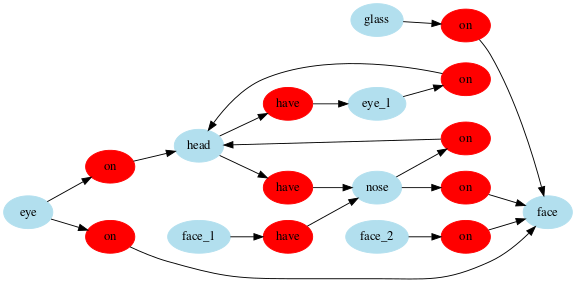 glass
on
on
have
eye_1
head
on
on
have
nose
on
eye
face
on
face_1
have
face_2
on